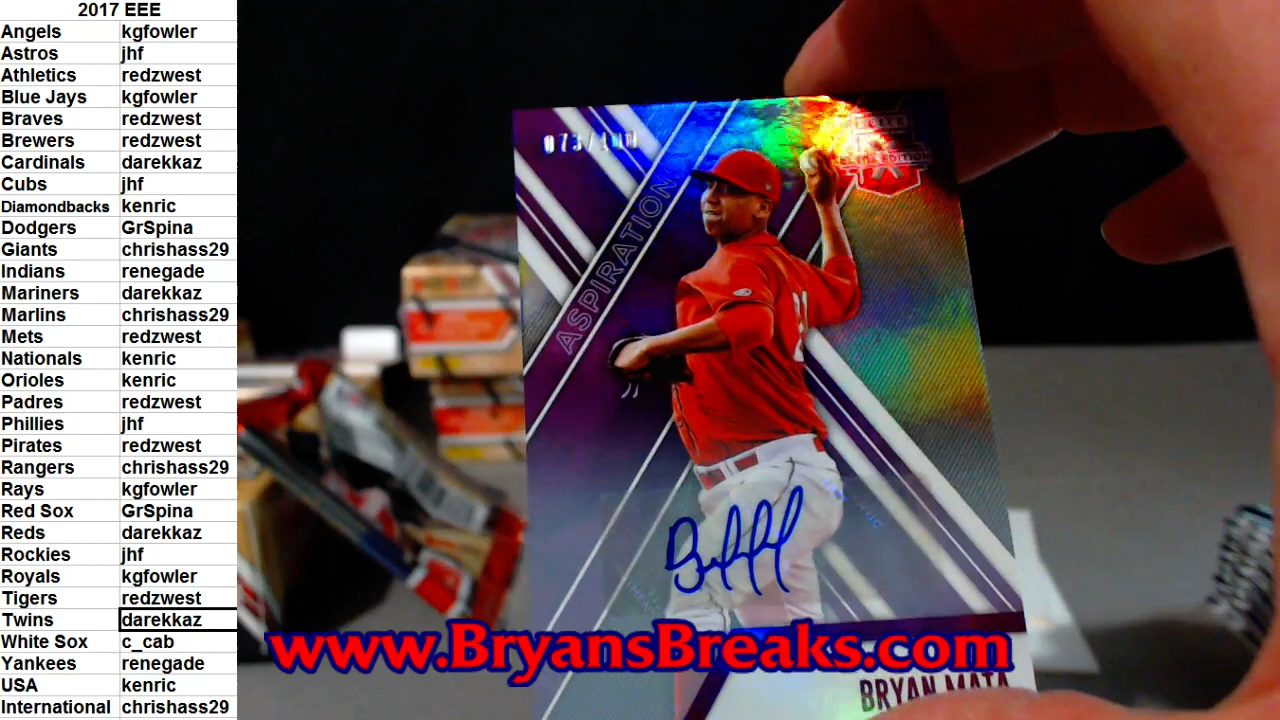 2017 EEE
Angels kgfowler
Astros jhf
Athletics redzwest
Blue Jays kgfowler
Braves redzwest
Brewers redzwest
Cardinals darekkaz
Cubs jhf
Diamondbacks kenric
Dodgers GrSpina
Giants chrishass29
Indians renegade
Mariners darekkaz
Marlins chrishass29
Mets redzwest
Nationals kenric
Orioles kenric
Padres redzwest
Phillies jhf
Pirates redzwest
Rangers chrishass29
Rays kgfowler
Red Sox GrSpina
Reds darekkaz
Rockies jhf
Royals kgfowler
Tigers redzwest
Twins darekkaz
White Sox c_cab
Yankees renegade
USA kenric
International chrishass29
073/100
ASPIRATION
EDITION
www.BryansBreaks.com
BRYAN MATA